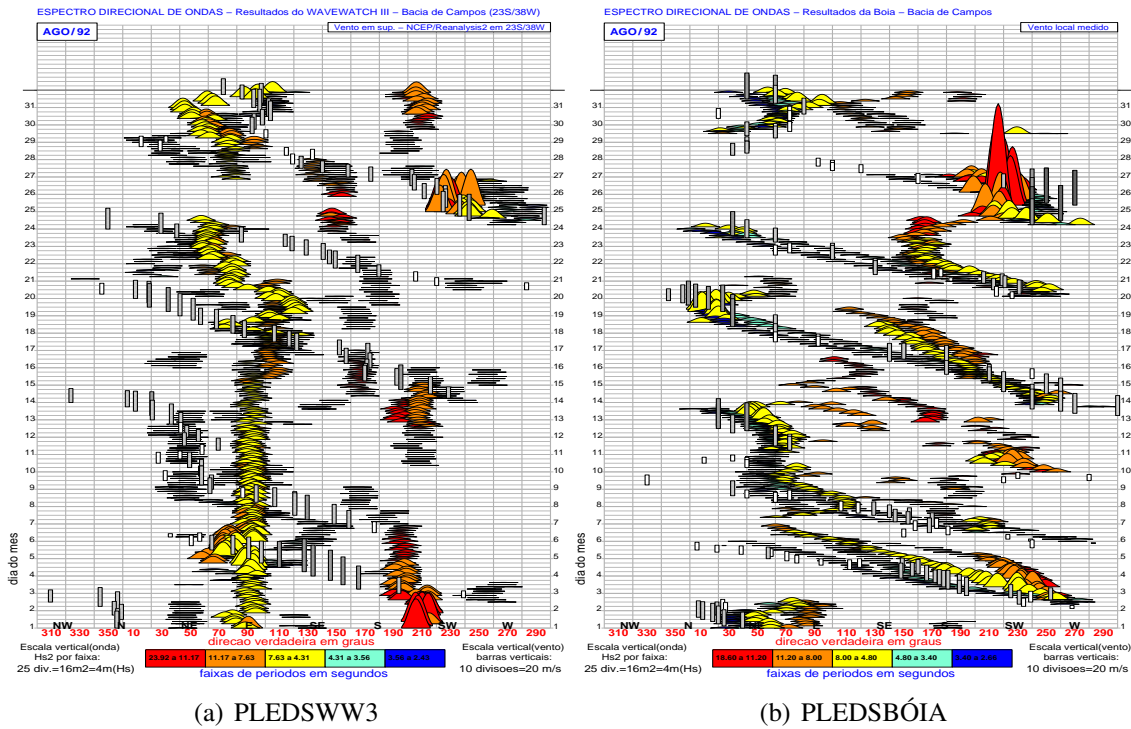 ESPECTRO DIRECIONAL DE ONDAS – Resultados do WAVEWATCH III – Bacia de Campos (23S/38W)
AGO/92
Vento em sup. – NCEP/Reanalysis2 em 23S/38W
31
30
29
28
27
26
25
24
23
22
21
20
19
18
17
16
15
14
13
12
11
10
9
8
7
6
5
4
3
2
1
dia do mes
NW N NE E SE S SW W
310 330 350 10 30 50 70 90 110 130 150 170 190 210 230 250 270 290
direcao verdadeira em graus
Escala vertical(onda)
Hs2 por faixa:
25 div.=16m2=4m(Hs)
23.92 a 11.17 11.17 a 7.63 7.63 a 4.31 4.31 a 3.56
faixas de periodos em segundos
Escala vertical(vento)
barras verticais:
10 divisoes=20 m/s
(a) PLEDSWW3
ESPECTRO DIRECIONAL DE ONDAS – Resultados da Boia – Bacia de Campos
AGO/92
Vento local medido
31
30
29
28
27
26
25
24
23
22
21
20
19
18
17
16
15
14
13
12
11
10
9
8
7
6
5
4
3
2
1
dia do mes
NW N E SE S SW W
310 330 350 10 30 50 70 90 110 130 150 170 190 210 230 250 270 290
direcao verdadeira em graus
Escala vertical(onda)
Hs2 por faixa:
25 div.=16m2=4m(Hs)
11.20 a 8.00 8.00 a 4.80 4.80 a 3.40
faixas de periodos em segundos
Escala vertical(vento)
barras verticais:
10 divisoes=20 m/s
(b) PLEDSBÓIA